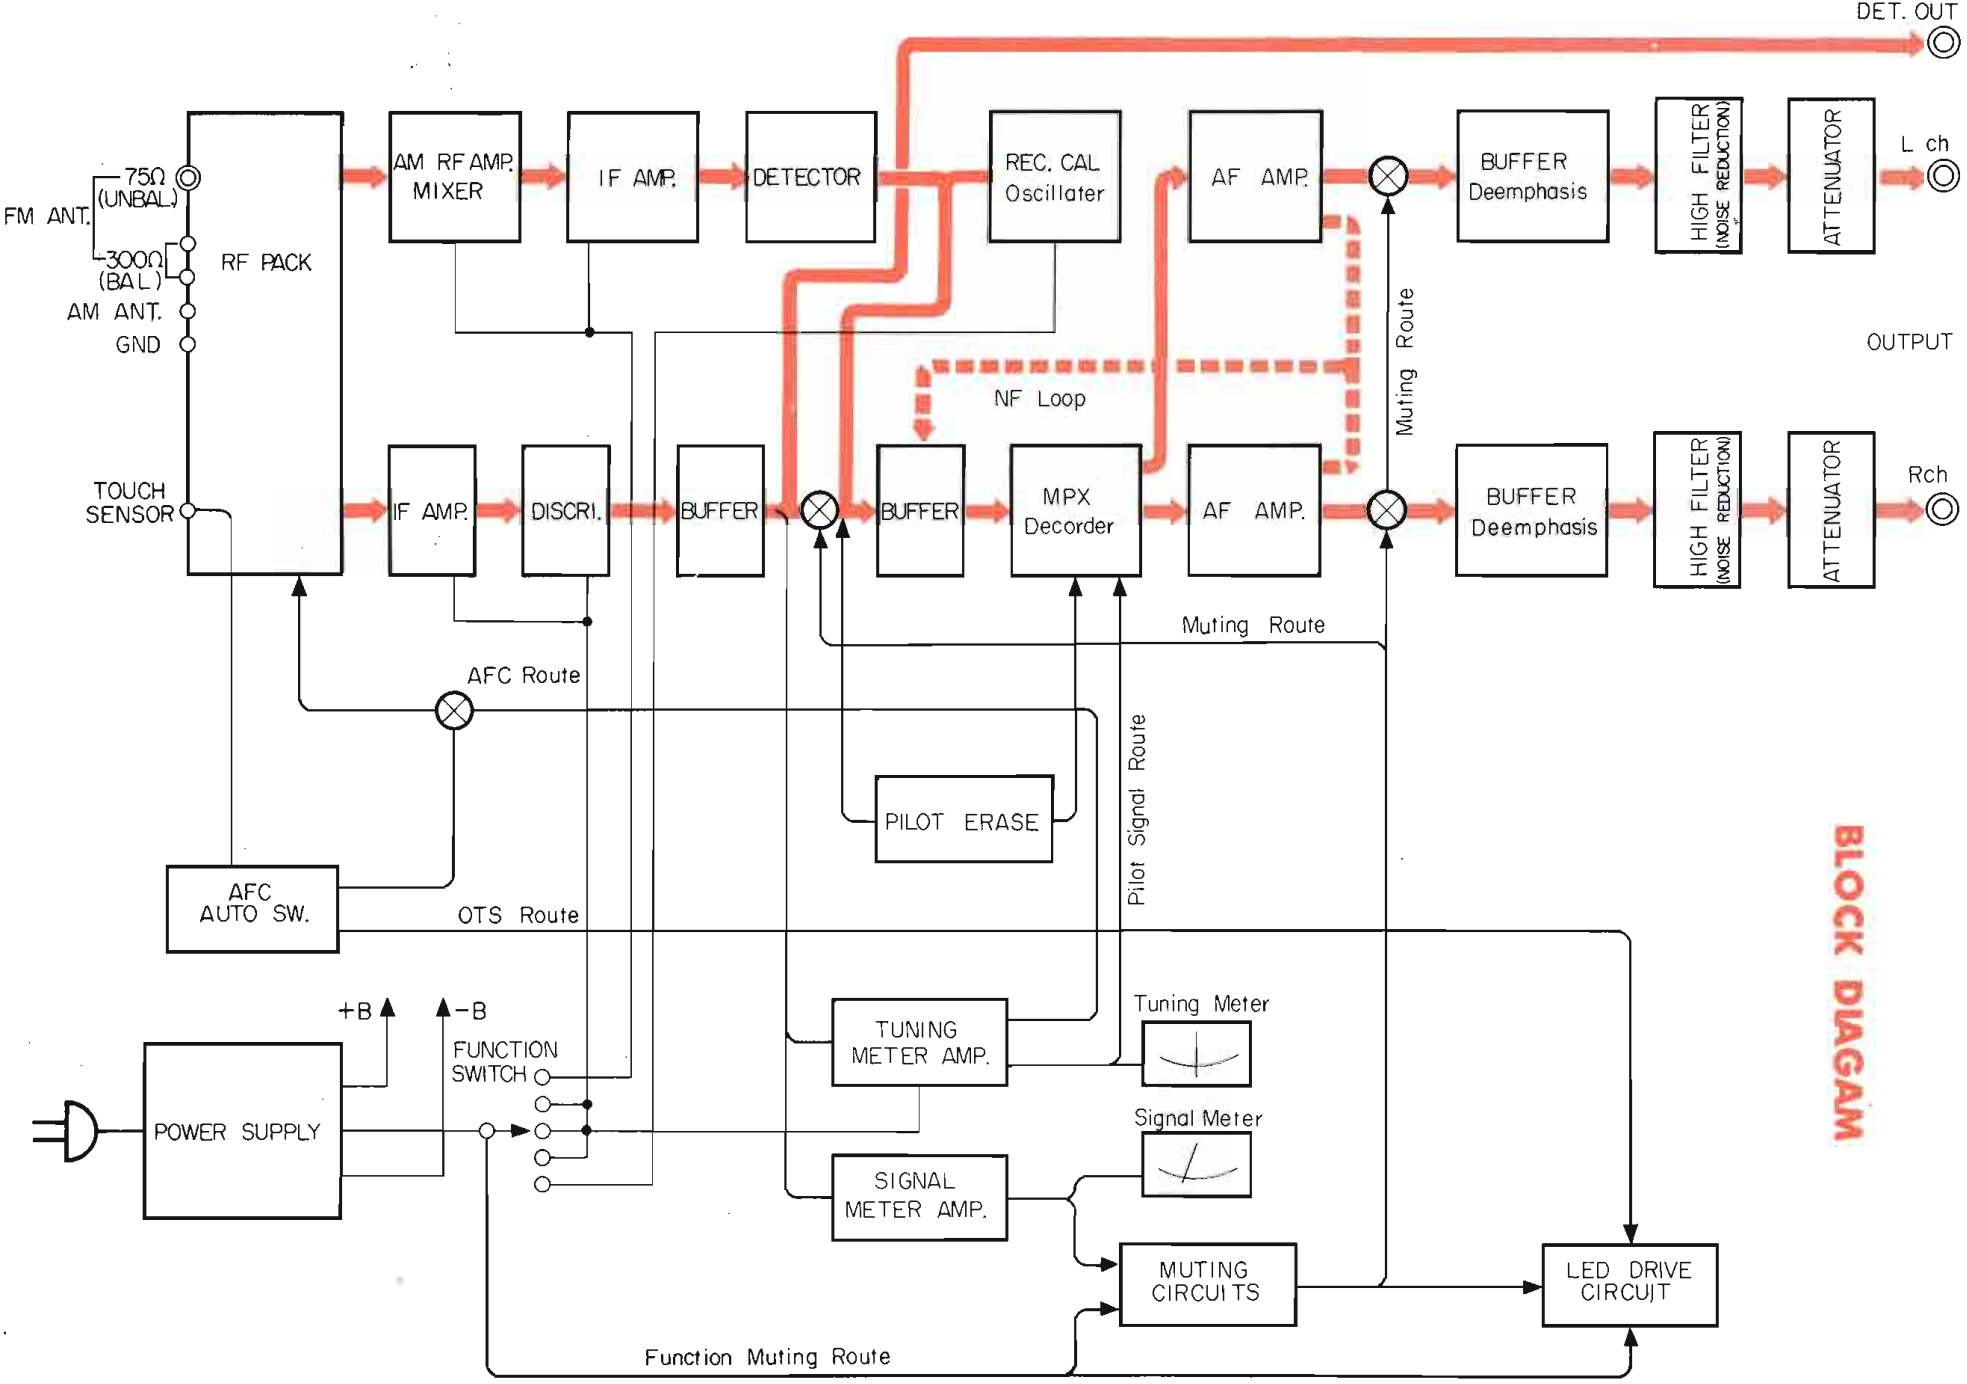 DET. OUT
AM RF AMP.
MIXER
IF AMP.
DETECTOR
REC. CAL
Oscillater
AF AMP.
BUFFER
Deemphasis
HIGH FILTER
(NOISE REDUCTION)
ATTENUATOR
L ch
FM ANT.
75Ω
(UNBAL)
300Ω
(BAL)
AM ANT.
GND
RF PACK
Muting Route
OUTPUT
NF Loop
TOUCH
SENSOR
IF AMP.
DISCRI.
BUFFER
BUFFER
MPX
Decorder
AF AMP.
BUFFER
Deemphasis
HIGH FILTER
(NOISE REDUCTION)
ATTENUATOR
Rch
Muting Route
AFC Route
Pilot Signal Route
PILOT ERASE
BLOCK DIAGAM
AFC
AUTO SW.
OTS Route
+B
-B
FUNCTION
SWITCH
POWER SUPPLY
TUNING
METER AMP.
Tuning Meter
Signal Meter
SIGNAL
METER AMP.
MUTING
CIRCUITS
LED DRIVE
CIRCUIT
Function Muting Route